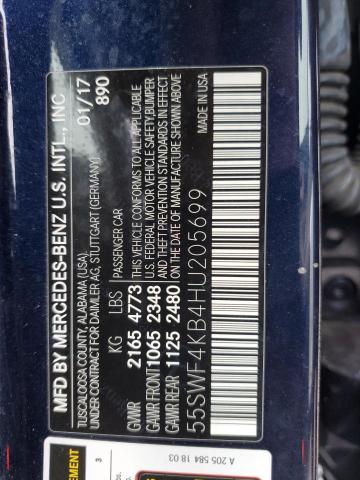 MFD BY MERCEDES-BENZ U.S. INTL., INC
TUSCALOOSA COUNTY, ALABAMA (USA)
UNDER CONTRACT FOR DAIMLER AG, STUTTGART (GERMANY)
01/17
890
KG LBS
GVWR 2165 4773
GAWR FRONT 1065 2348
GAWR REAR 1125 2480
PASSENGER CAR
THIS VEHICLE CONFORMS TO ALL APPLICABLE
U.S. FEDERAL MOTOR VEHICLE SAFETY, BUMPER,
AND THEFT PREVENTION STANDARDS IN EFFECT
ON THE DATE OF MANUFACTURE SHOWN ABOVE
55SWF4KB4HU205699
MADE IN USA
A 205 584 18 03
EMENT
3